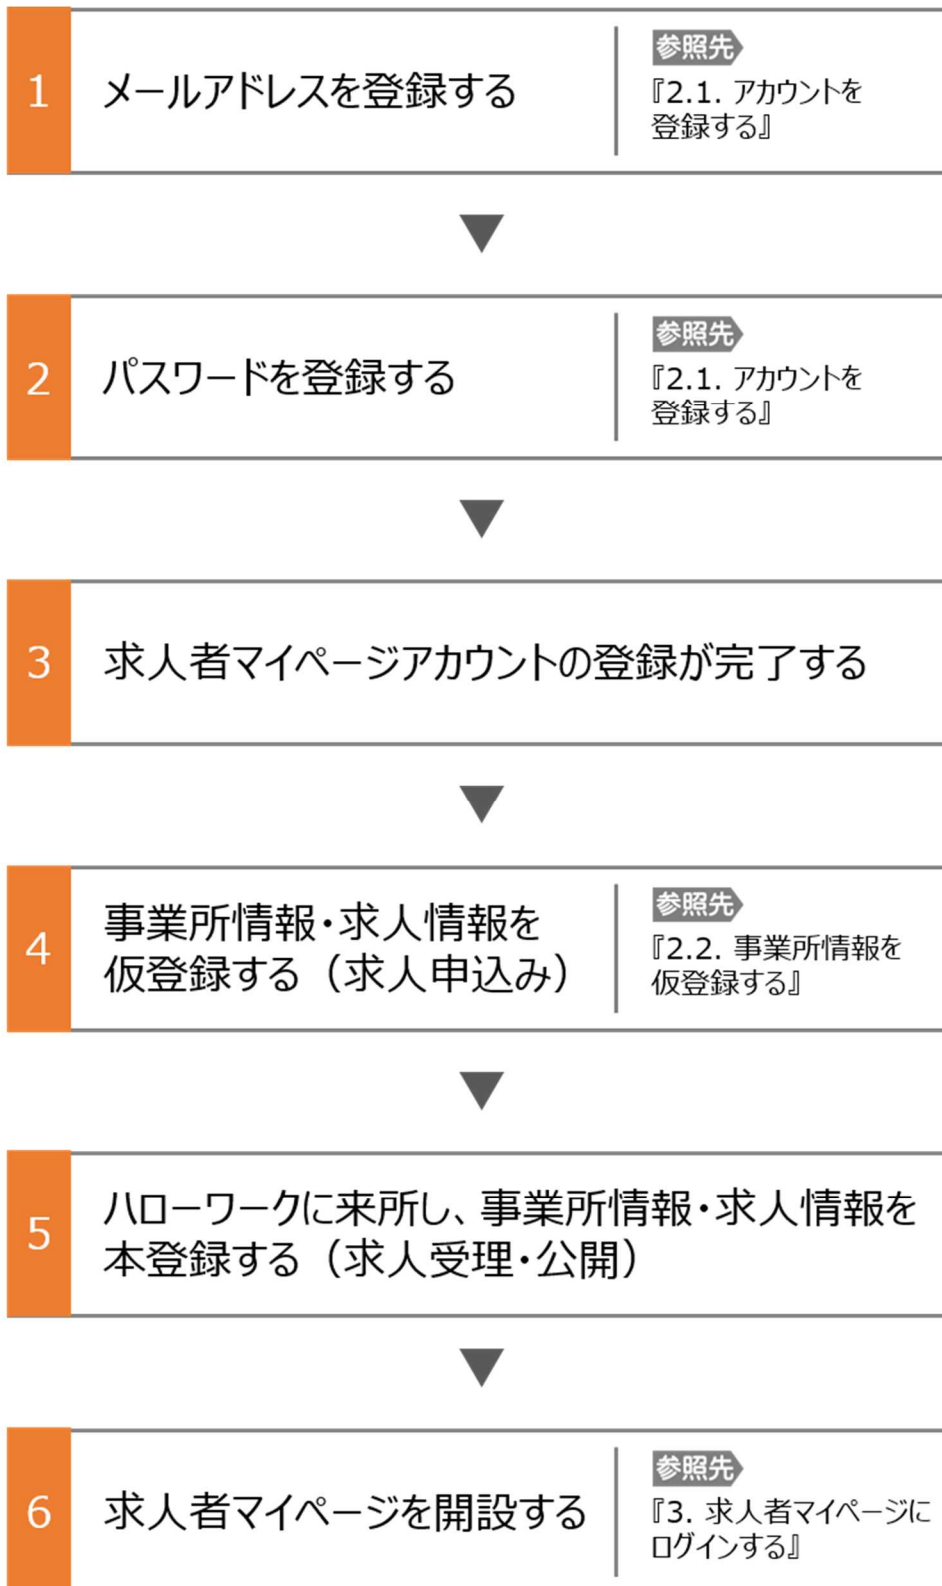 1
メールアドレスを登録する
参照先
『2.1. アカウントを
登録する』
2
パスワードを登録する
参照先
『2.1. アカウントを
登録する』
3
求人者マイページアカウントの登録が完了する
4
事業所情報・求人情報を
仮登録する（求人申込み）
参照先
『2.2. 事業所情報を
仮登録する』
5
ハローワークに来所し、事業所情報・求人情報を
本登録する（求人受理・公開）
6
求人者マイページを開設する
参照先
『3. 求人者マイページに
ログインする』